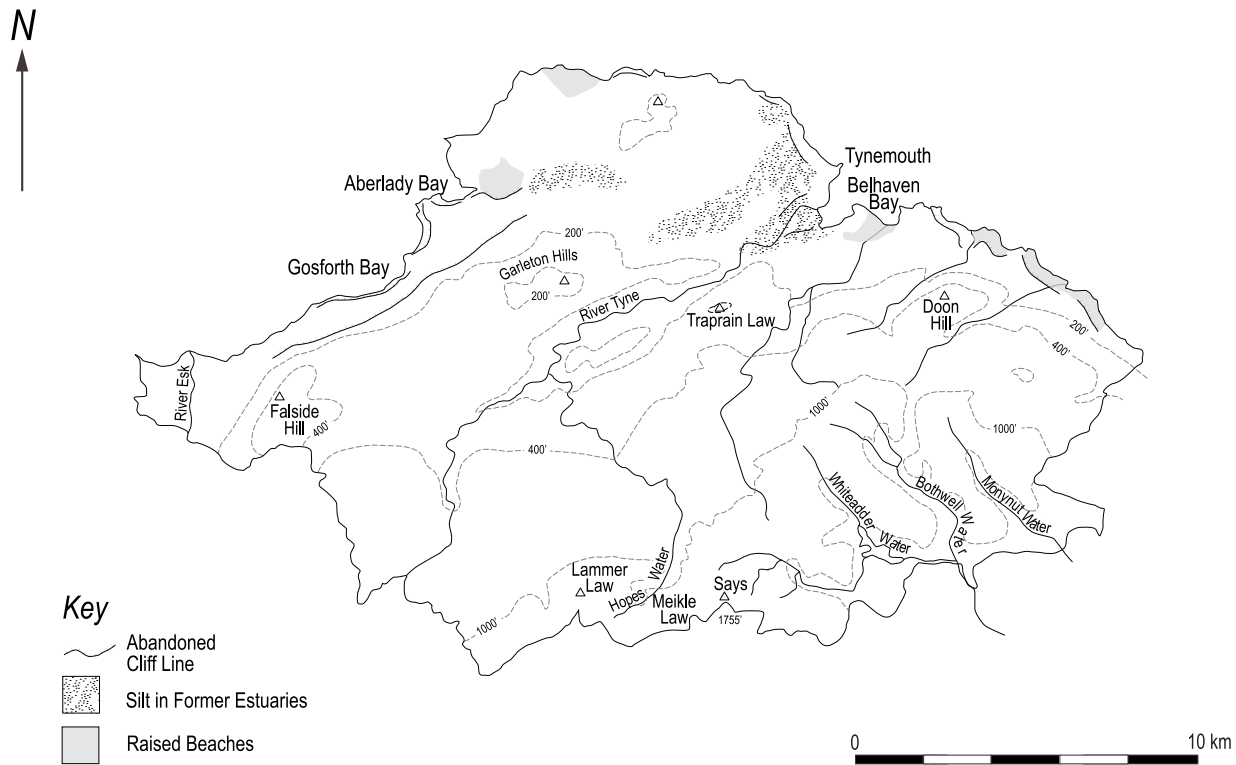 N
Tynemouth
Belhaven
Bay
Aberlady Bay
200'
Garleton Hills
200'
Gosforth Bay
River Tyne
Traprain Law
Doon
Hill
200'
400'
River Esk
Falside
Hill
400'
1000'
1000'
400'
Whiteadder Water
Bothwell Water
Monynut Water
Lammer
Law
Hopes Water
Meikle
Law
Says
1755'
1000'
Key
Abandoned
Cliff Line
Silt in Former Estuaries
Raised Beaches
0
10 km